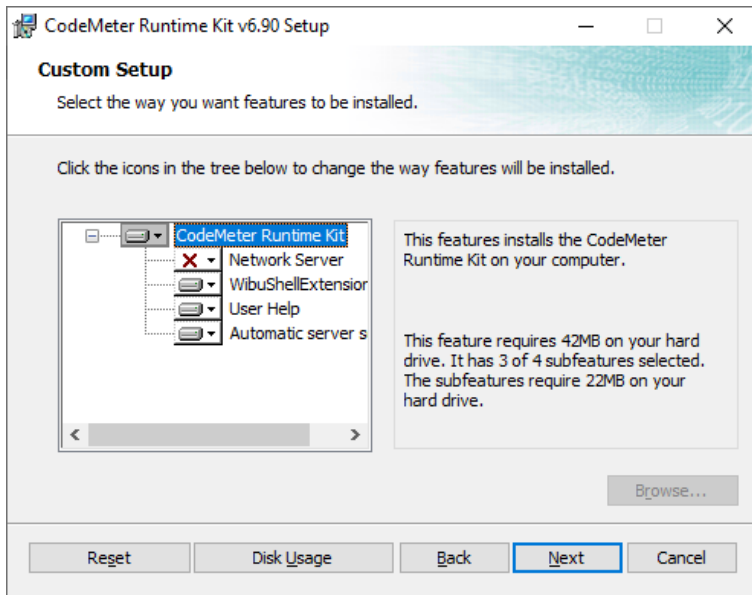 CodeMeter Runtime Kit v6.90 Setup
Custom Setup
Select the way you want features to be installed.
Click the icons in the tree below to change the way features will be installed.
CodeMeter Runtime Kit
Network Server
WibuShellExtension
User Help
Automatic server s
This features installs the CodeMeter
Runtime Kit on your computer.
This feature requires 42MB on your hard
drive. It has 3 of 4 subfeatures selected.
The subfeatures require 22MB on your
hard drive.
Browse...
Reset
Disk Usage
Back
Next
Cancel